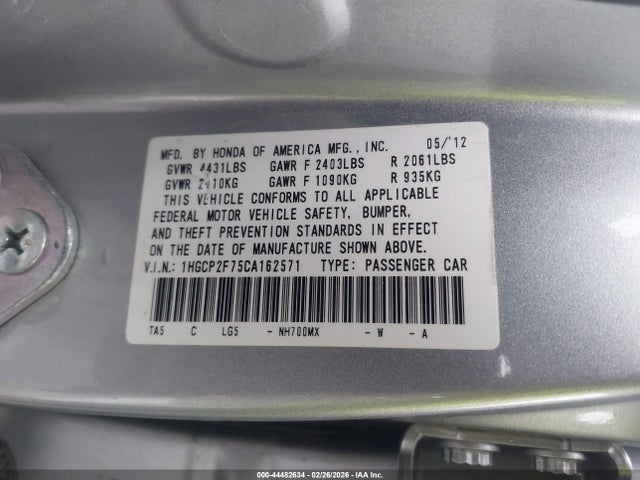 MFD. BY HONDA OF AMERICA MFG., INC. 05/'12
GVWR 4431LBS GAWR F 2403LBS R 2061LBS
GVWR 2010KG GAWR F 1090KG R 935KG
THIS VEHICLE CONFORMS TO ALL APPLICABLE
FEDERAL MOTOR VEHICLE SAFETY, BUMPER,
AND THEFT PREVENTION STANDARDS IN EFFECT
ON THE DATE OF MANUFACTURE SHOWN ABOVE.
V.I.N.: 1HGCP2F75CA162571 TYPE: PASSENGER CAR
TA5 C LG5 - NH700MX - W - A
000-44482634 - 02/26/2026 - IAA Inc.